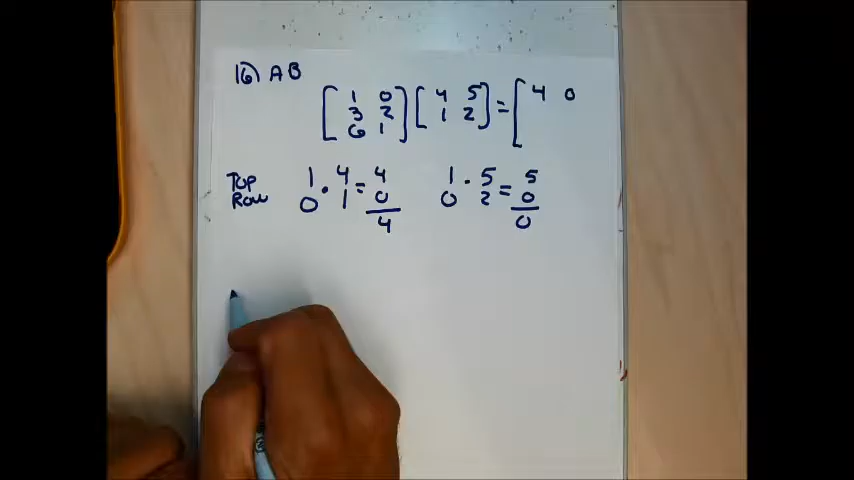 16 AB
[1 0 3 2 6 1] [4 5 1 2] = [4 0
Top Row 1 0 · 4 1 = 4 0 4 1 0 · 5 2 = 5 0 0